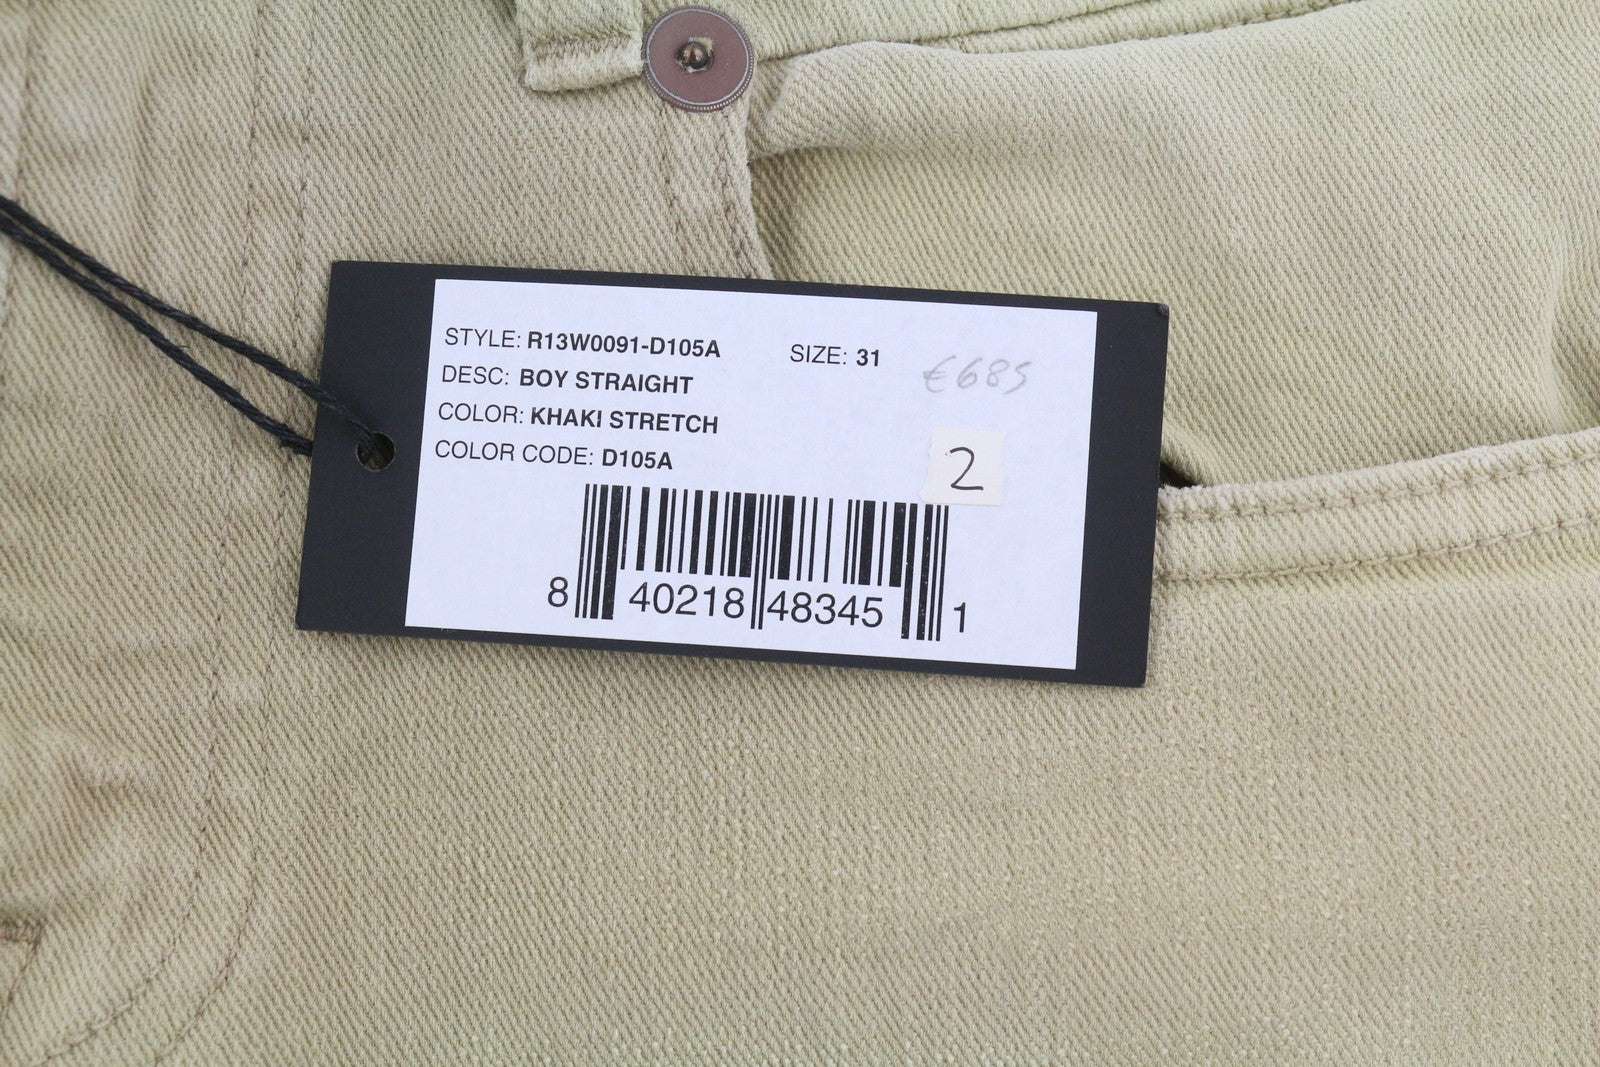 STYLE: R13W0091-D105A SIZE: 31 €685
DESC: BOY STRAIGHT
COLOR: KHAKI STRETCH
COLOR CODE: D105A
2
8 40218 48345 1